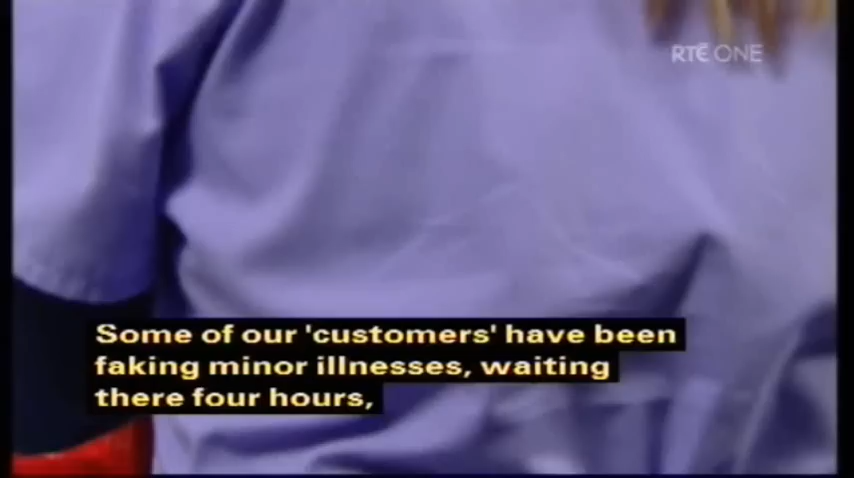 RTÉ ONE
Some of our 'customers' have been
faking minor illnesses, waiting
there four hours,